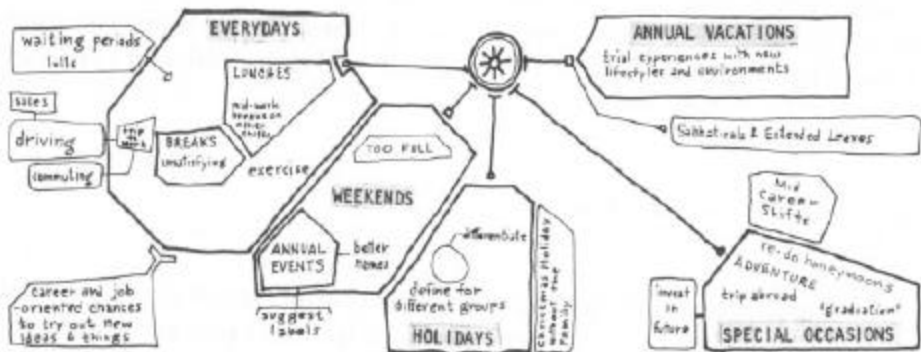 EVERYDAYS
waiting periods
lulls
LUNCHES
mid-work
sales
driving
commuting
trip to
work
BREAKS
unsatisfying
exercise
career and job
-oriented chances
to try out new
ideas & things
TOO FULL
WEEKENDS
ANNUAL
EVENTS
better
names
suggest
labels
differentiate
define for
different groups
HOLIDAYS
Christmas Holiday
without the
Family
ANNUAL VACATIONS
trial experiences with new
lifestyles and environments
Sabbaticals & Extended Leaves
Mid
Career
Shifts
re-do honeymoons
ADVENTURE
trip abroad
"gradation"
SPECIAL OCCASIONS
invest
in
future